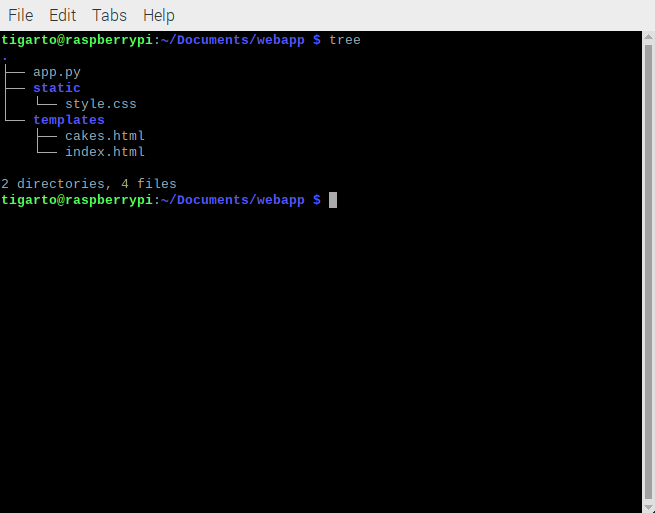 File Edit Tabs Help
tigarto@raspberrypi:~/Documents/webapp $ tree
.
├── app.py
├── static
│   └── style.css
└── templates
    ├── cakes.html
    └── index.html
2 directories, 4 files
tigarto@raspberrypi:~/Documents/webapp $